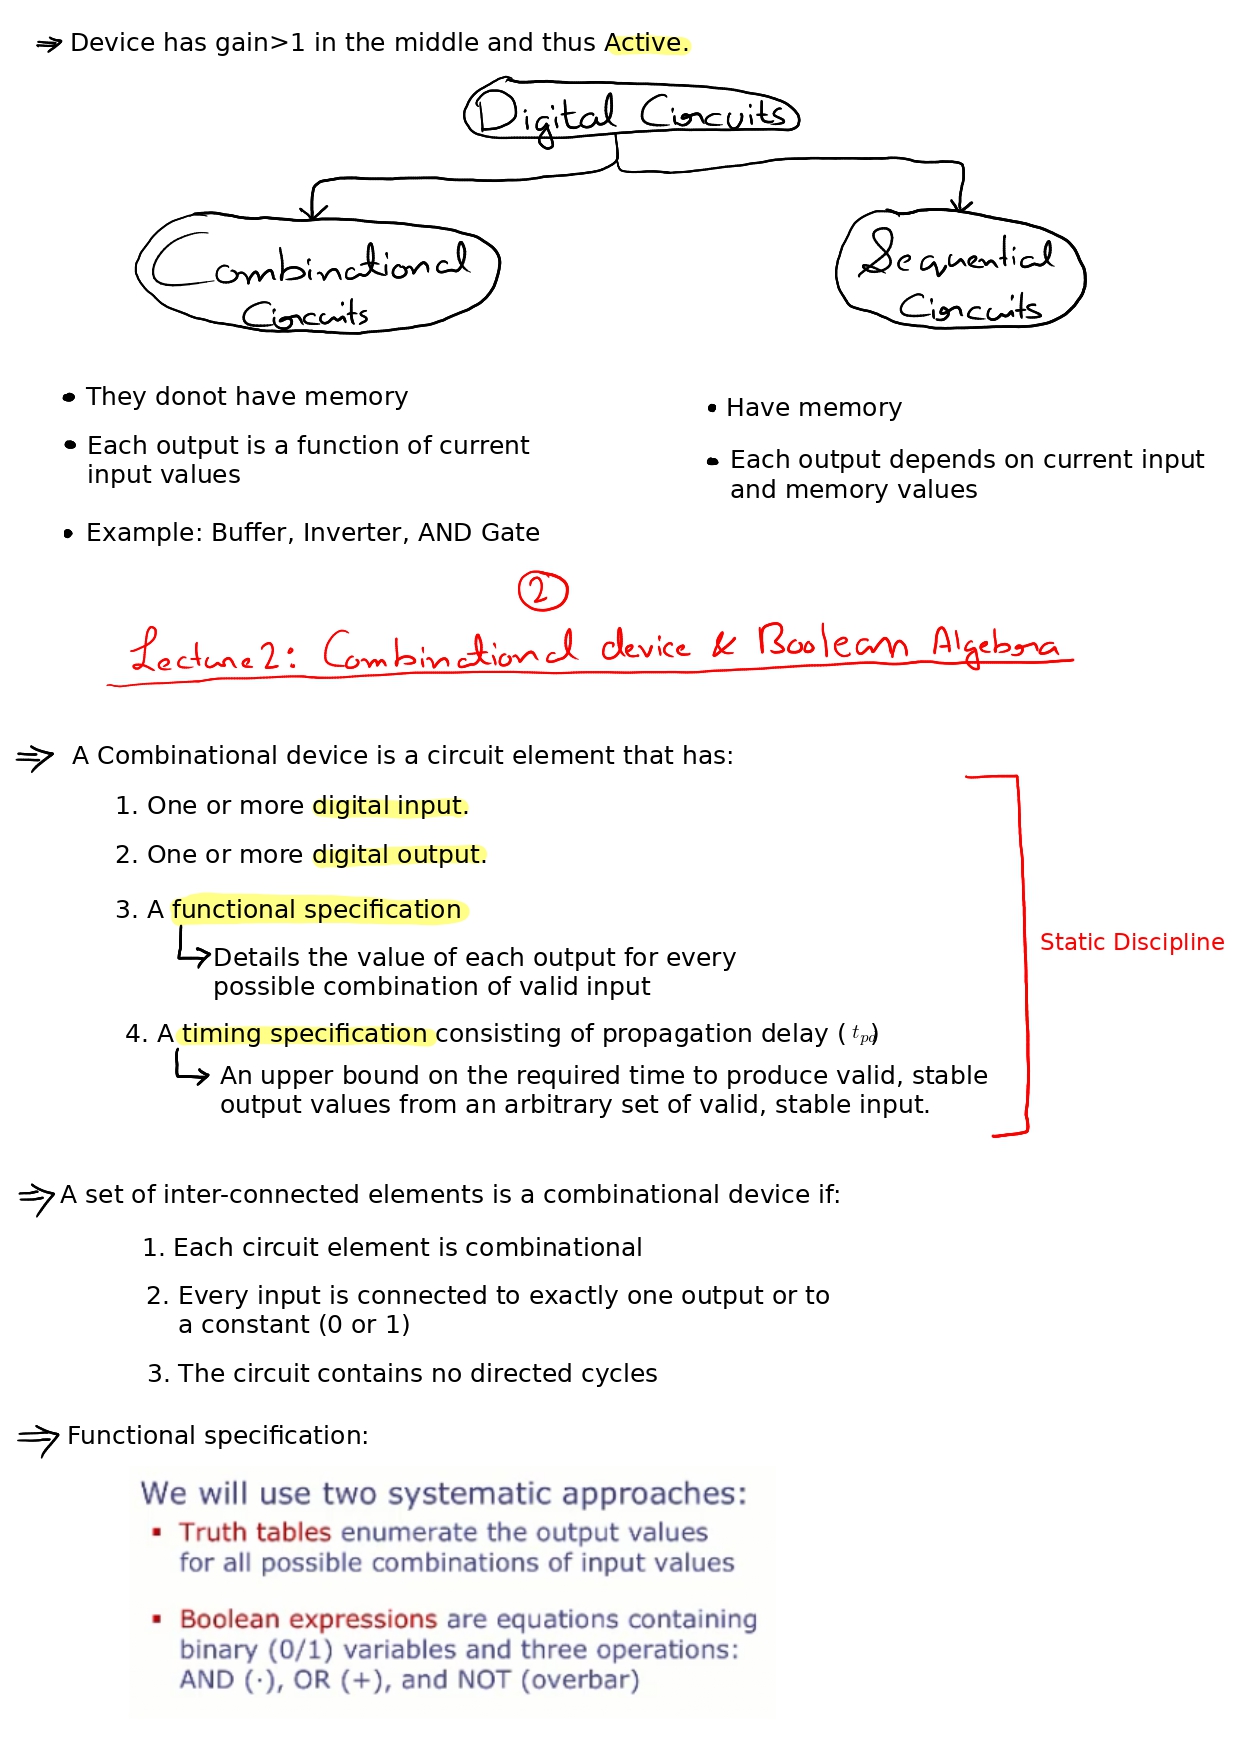 Device has gain>1 in the middle and thus Active.
Digital Circuits
Combinational
Circuits
Sequential
Circuits
• They donot have memory
• Each output is a function of current
input values
• Example: Buffer, Inverter, AND Gate
• Have memory
• Each output depends on current input
and memory values
2
Lecture 2: Combinational device & Boolean Algebra
⇒ A Combinational device is a circuit element that has:
1. One or more digital input.
2. One or more digital output.
3. A functional specification
Details the value of each output for every
possible combination of valid input
4. A timing specification consisting of propagation delay ( tpd)
An upper bound on the required time to produce valid, stable
output values from an arbitrary set of valid, stable input.
Static Discipline
⇒ A set of inter-connected elements is a combinational device if:
1. Each circuit element is combinational
2. Every input is connected to exactly one output or to
a constant (0 or 1)
3. The circuit contains no directed cycles
⇒ Functional specification:
We will use two systematic approaches:
▪ Truth tables enumerate the output values
for all possible combinations of input values
▪ Boolean expressions are equations containing
binary (0/1) variables and three operations:
AND (·), OR (+), and NOT (overbar)